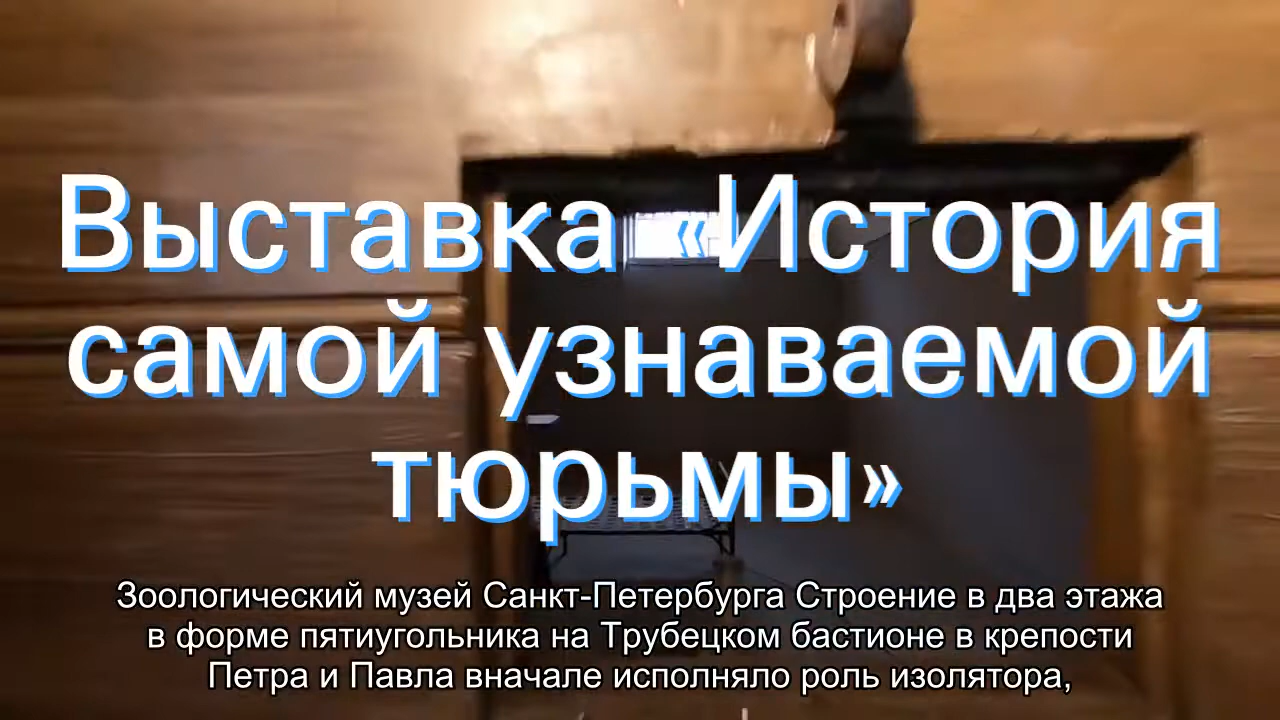 Выставка «История
самой узнаваемой
тюрьмы»
Зоологический музей Санкт-Петербурга Строение в два этажа
в форме пятиугольника на Трубецком бастионе в крепости
Петра и Павла вначале исполняло роль изолятора,